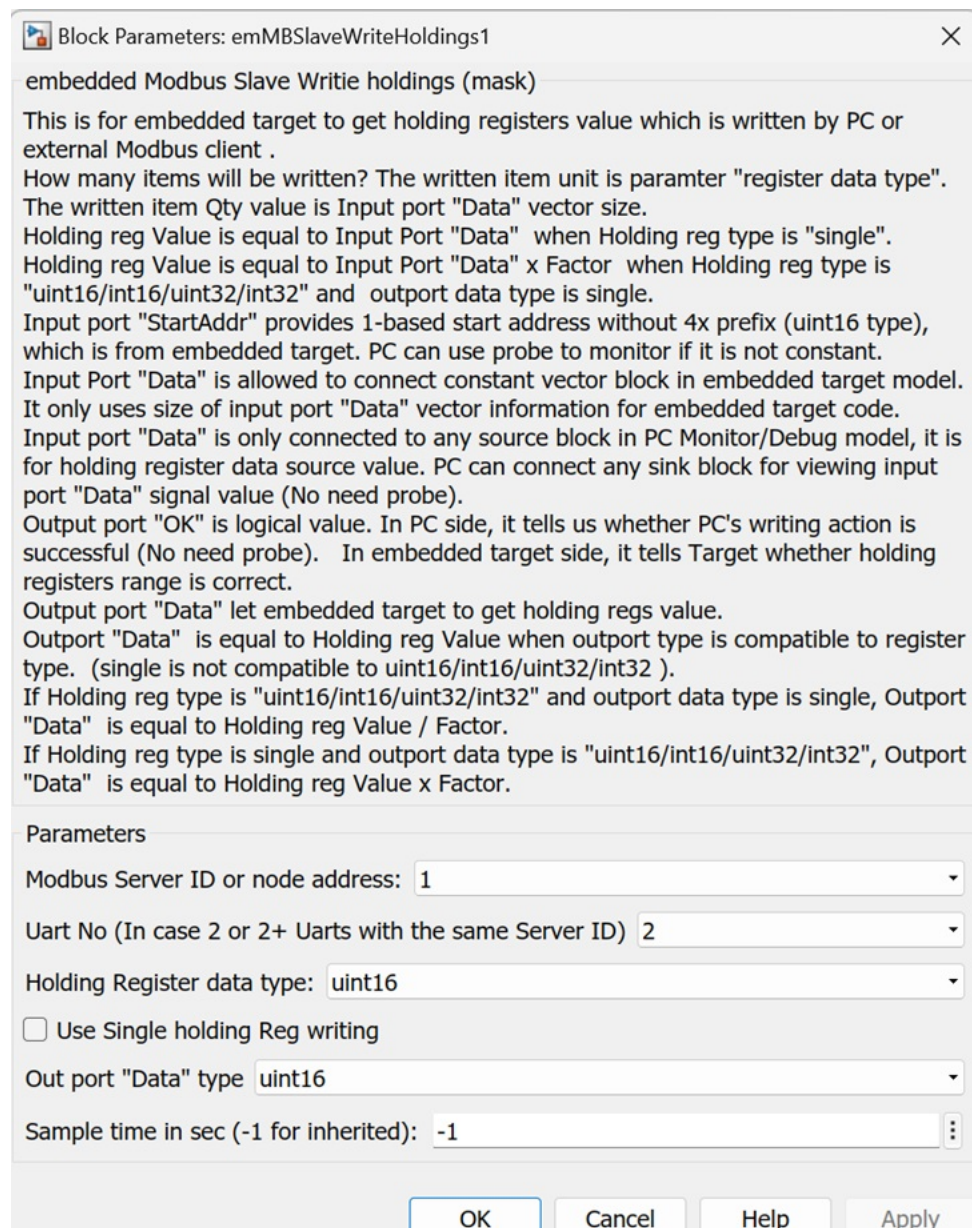 Block Parameters: emMBSlaveWriteHoldings1
embedded Modbus Slave Writie holdings (mask)
This is for embedded target to get holding registers value which is written by PC or
external Modbus client .
How many items will be written? The written item unit is paramter "register data type".
The written item Qty value is Input port "Data" vector size.
Holding reg Value is equal to Input Port "Data"  when Holding reg type is "single".
Holding reg Value is equal to Input Port "Data" x Factor  when Holding reg type is
"uint16/int16/uint32/int32" and  outport data type is single.
Input port "StartAddr" provides 1-based start address without 4x prefix (uint16 type),
which is from embedded target. PC can use probe to monitor if it is not constant.
Input Port "Data" is allowed to connect constant vector block in embedded target model.
It only uses size of input port "Data" vector information for embedded target code.
Input port "Data" is only connected to any source block in PC Monitor/Debug model, it is
for holding register data source value. PC can connect any sink block for viewing input
port "Data" signal value (No need probe).
Output port "OK" is logical value. In PC side, it tells us whether PC's writing action is
successful (No need probe).   In embedded target side, it tells Target whether holding
registers range is correct.
Output port "Data" let embedded target to get holding regs value.
Outport "Data"  is equal to Holding reg Value when outport type is compatible to register
type.  (single is not compatible to uint16/int16/uint32/int32 ).
If Holding reg type is "uint16/int16/uint32/int32" and outport data type is single, Outport
"Data"  is equal to Holding reg Value / Factor.
If Holding reg type is single and outport data type is "uint16/int16/uint32/int32", Outport
"Data"  is equal to Holding reg Value x Factor.
Parameters
Modbus Server ID or node address: 1
Uart No (In case 2 or 2+ Uarts with the same Server ID) 2
Holding Register data type: uint16
Use Single holding Reg writing
Out port "Data" type uint16
Sample time in sec (-1 for inherited): -1
OK Cancel Help Apply